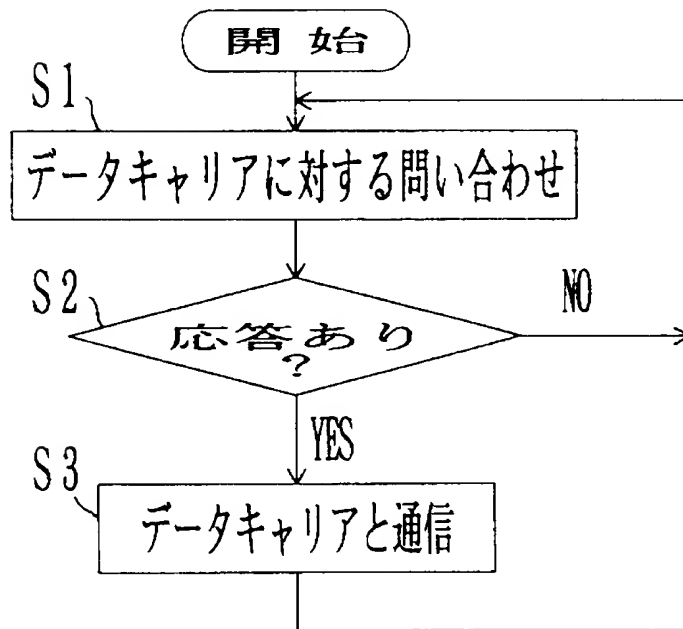 開始
S1
データキャリアに対する問い合わせ
S2
応答あり
?
NO
YES
S3
データキャリアと通信